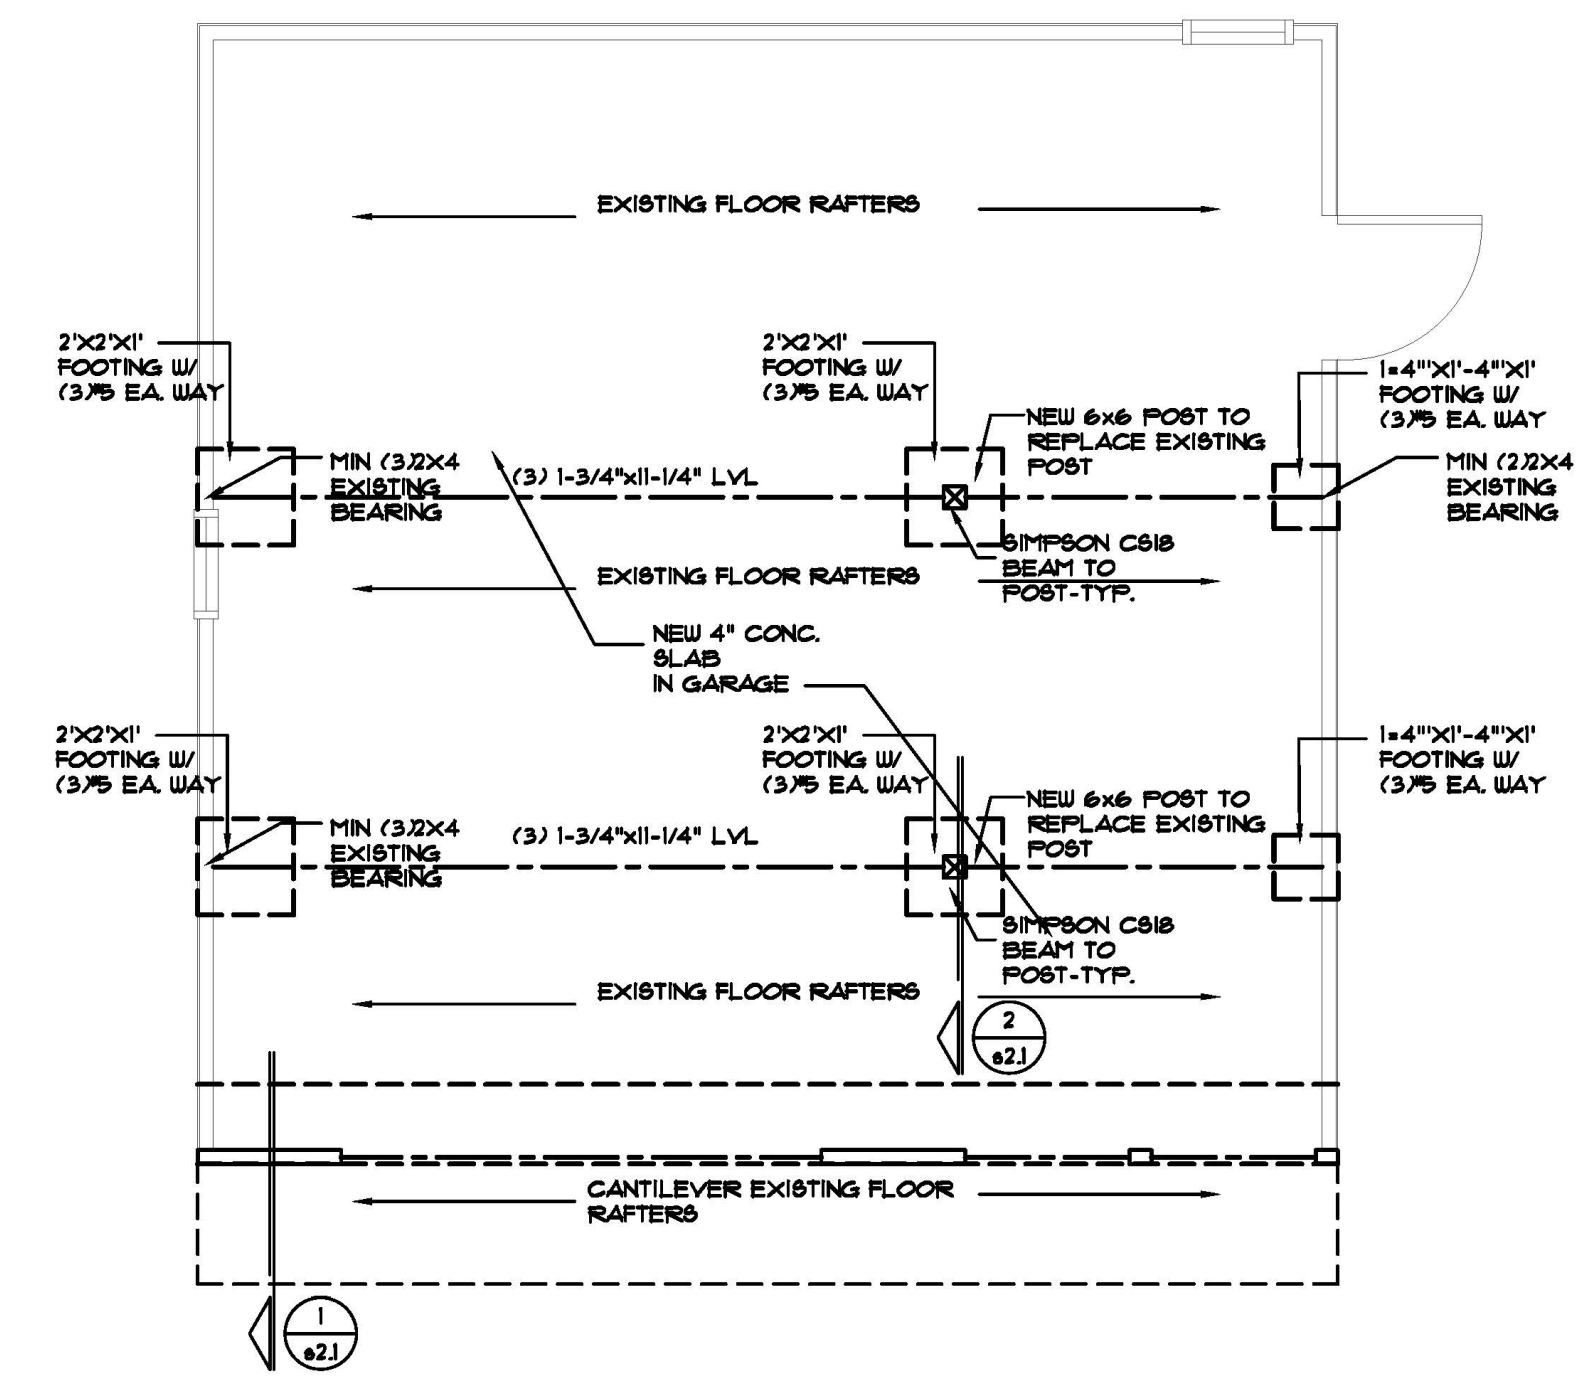 EXISTING FLOOR RAFTERS
2'X2'X1'
FOOTING W/
(3)#5 EA. WAY
2'X2'X1'
FOOTING W/
(3)#5 EA. WAY
1=4"'X1'-4"'X1'
FOOTING W/
(3)#5 EA. WAY
NEW 6x6 POST TO
REPLACE EXISTING
POST
MIN (3)2X4
EXISTING
BEARING
(3) 1-3/4"x11-1/4" LVL
MIN (2)2X4
EXISTING
BEARING
SIMPSON CS18
BEAM TO
POST-TYP.
EXISTING FLOOR RAFTERS
NEW 4" CONC.
SLAB
IN GARAGE
2'X2'X1'
FOOTING W/
(3)#5 EA. WAY
2'X2'X1'
FOOTING W/
(3)#5 EA. WAY
1=4"'X1'-4"'X1'
FOOTING W/
(3)#5 EA. WAY
NEW 6x6 POST TO
REPLACE EXISTING
POST
MIN (3)2X4
EXISTING
BEARING
(3) 1-3/4"x11-1/4" LVL
SIMPSON CS18
BEAM TO
POST-TYP.
EXISTING FLOOR RAFTERS
2
s2.1
CANTILEVER EXISTING FLOOR
RAFTERS
1
s2.1